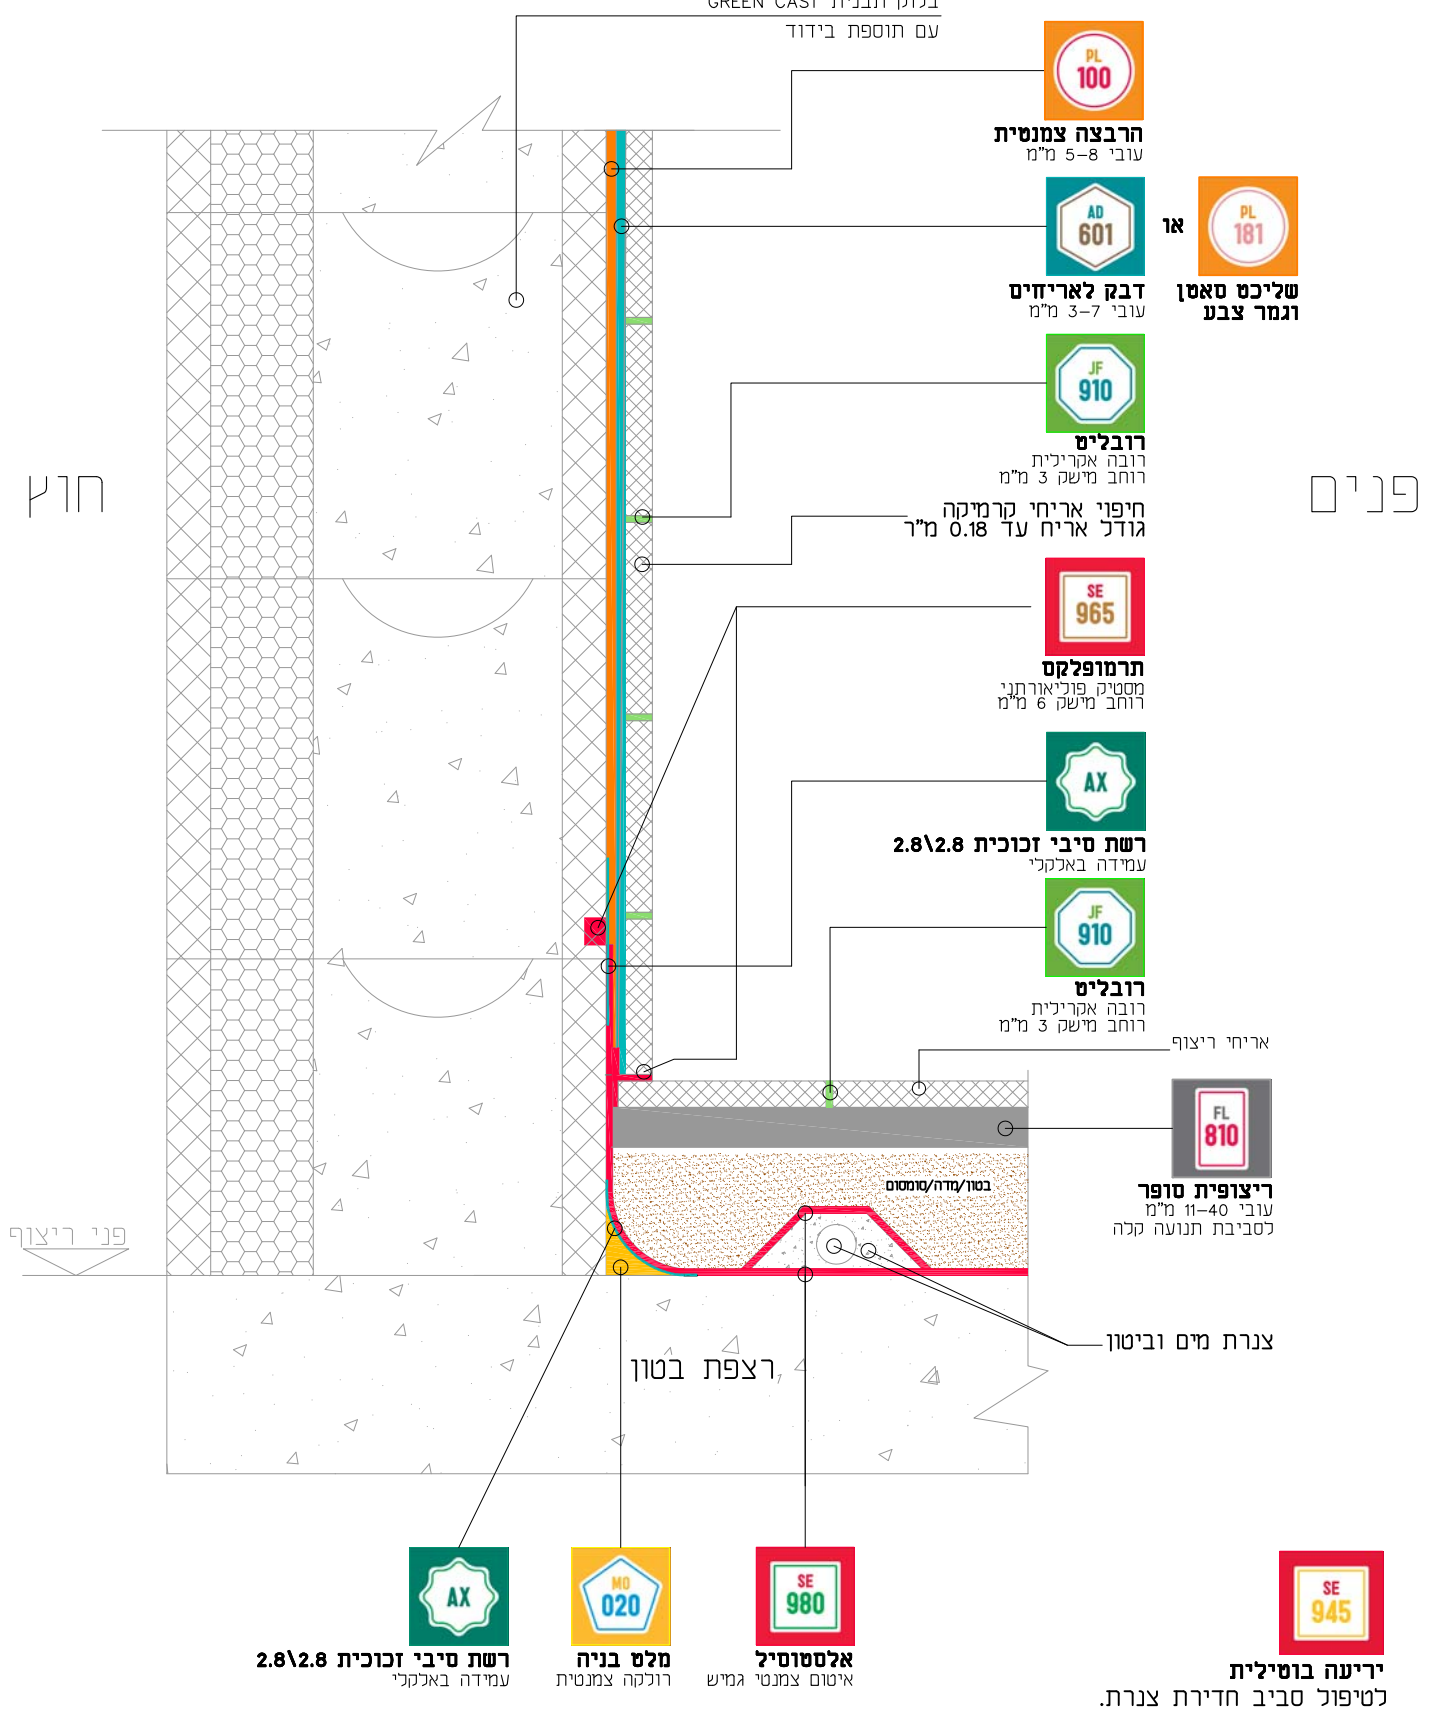 בלוק תבנית GREEN CAST
עם תוספת בידוד
PL
100
הרבצה צמנטית
עובי 5-8 מ"מ
AD
601
דבק לאריחים
עובי 3-7 מ"מ
או
PL
181
שליכט סאטן
וגמר צבע
JF
910
רובליט
רובה אקרילית
רוחב מישק 3 מ"מ
חוץ
פנים
חיפוי אריחי קרמיקה
גודל אריח עד 0.18 מ"ר
SE
965
תרמופלקס
מסטיק פוליאורתני
רוחב מישק 6 מ"מ
AX
רשת סיבי זכוכית 2.8\2.8
עמידה באלקלי
JF
910
רובליט
רובה אקרילית
רוחב מישק 3 מ"מ
אריחי ריצוף
FL
810
ריצופית סופר
עובי 11-40 מ"מ
לסביבת תנועה קלה
בטון/מדה/סומסום
פני ריצוף
צנרת מים וביטון
רצפת בטון
AX
רשת סיבי זכוכית 2.8\2.8
עמידה באלקלי
MO
020
מלט בניה
רולקה צמנטית
SE
980
אלסטוסיל
איטום צמנטי גמיש
SE
945
יריעה בוטילית
לטיפול סביב חדירת צנרת.